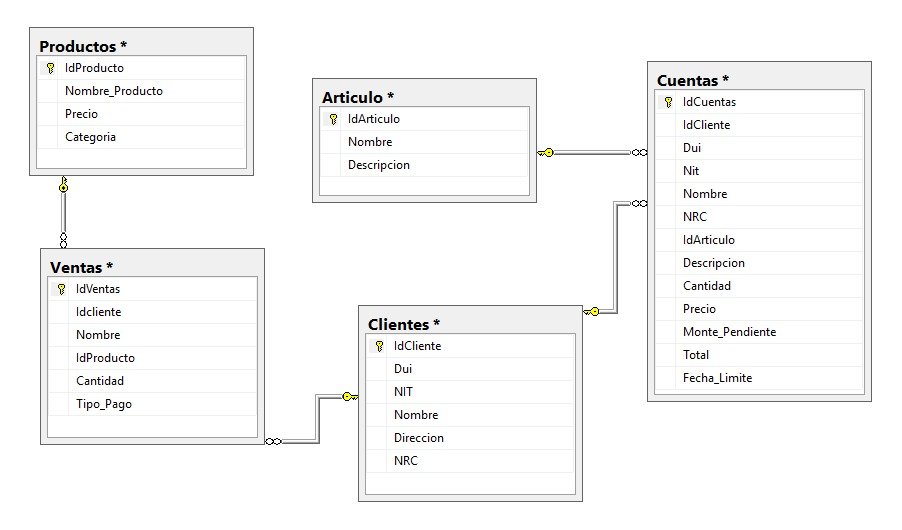 Productos *
IdProducto
Nombre_Producto
Precio
Categoria
Articulo *
IdArticulo
Nombre
Descripcion
Cuentas *
IdCuentas
IdCliente
Dui
Nit
Nombre
NRC
IdArticulo
Descripcion
Cantidad
Precio
Monte_Pendiente
Total
Fecha_Limite
Ventas *
IdVentas
Idcliente
Nombre
IdProducto
Cantidad
Tipo_Pago
Clientes *
IdCliente
Dui
NIT
Nombre
Direccion
NRC